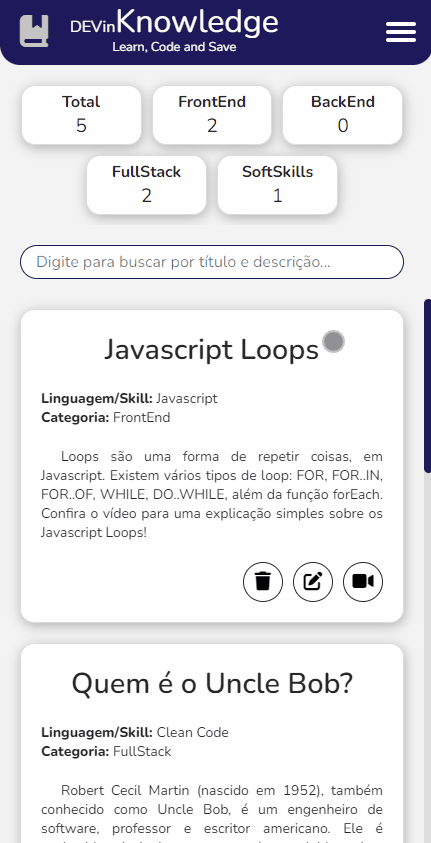 DEVinKnowledge
Learn, Code and Save
Total
5
FrontEnd
2
BackEnd
0
FullStack
2
SoftSkills
1
Digite para buscar por título e descrição...
Javascript Loops
Linguagem/Skill: Javascript
Categoria: FrontEnd
Loops são uma forma de repetir coisas, em
Javascript. Existem vários tipos de loop: FOR, FOR..IN,
FOR..OF, WHILE, DO..WHILE, além da função forEach.
Confira o vídeo para uma explicação simples sobre os
Javascript Loops!
Quem é o Uncle Bob?
Linguagem/Skill: Clean Code
Categoria: FullStack
Robert Cecil Martin (nascido em 1952), também
conhecido como Uncle Bob, é um engenheiro de
software, professor e escritor americano. Ele é